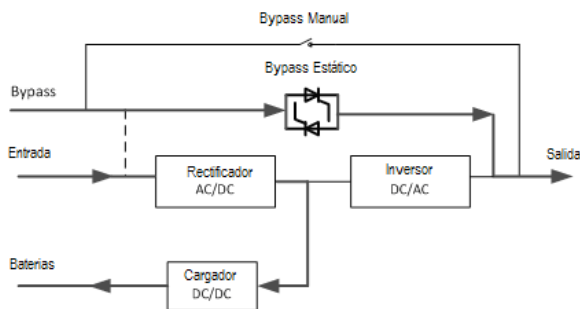 Bypass Manual
Bypass Estático
Bypass
Entrada
Rectificador
AC/DC
Inversor
DC/AC
Salida
Baterias
Cargador
DC/DC